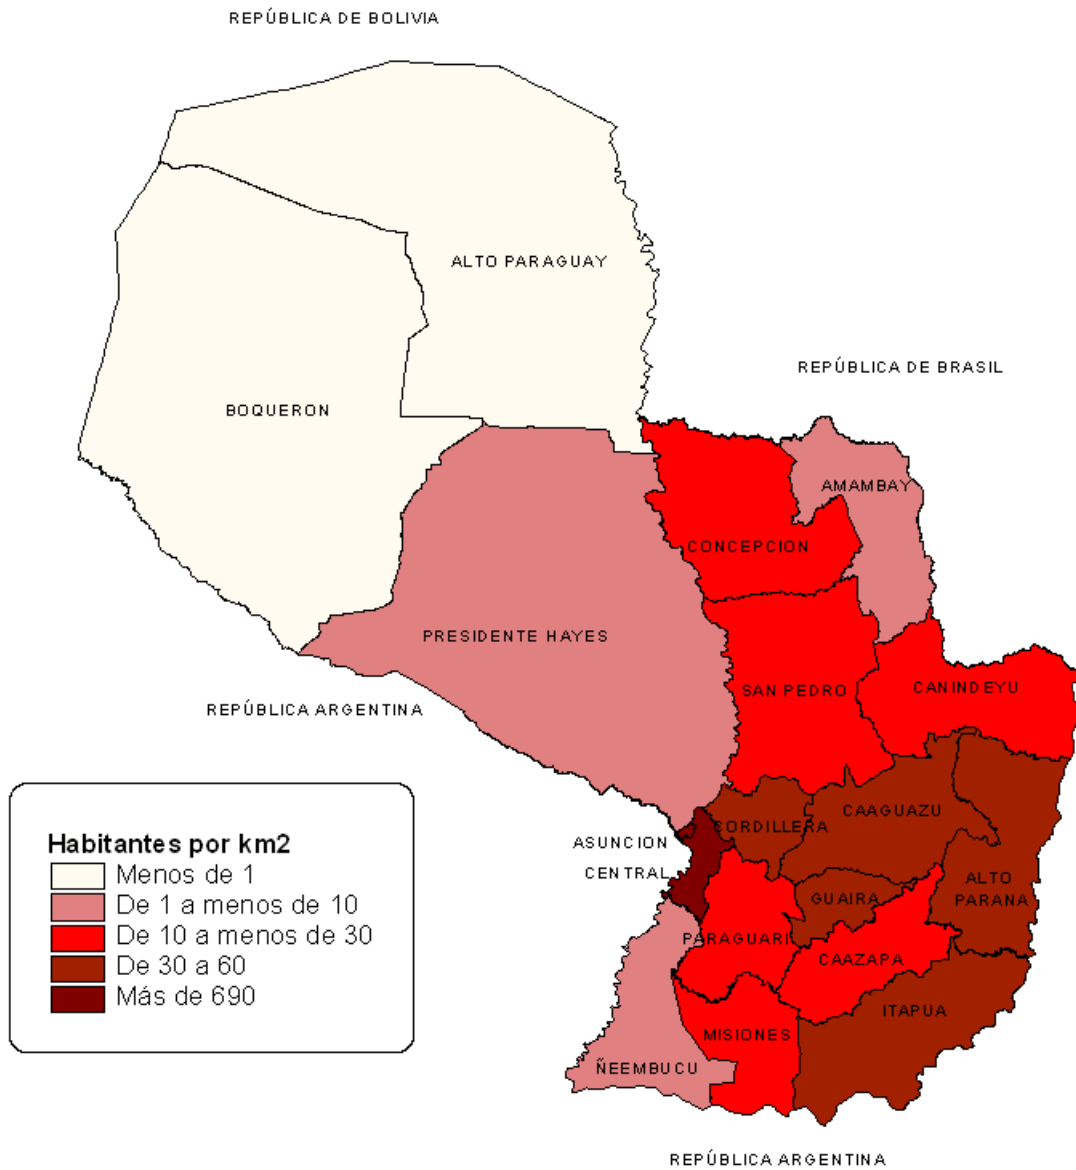 REPÚBLICA DE BOLIVIA
ALTO PARAGUAY
REPÚBLICA DE BRASIL
BOQUERON
AMAMBAY
CONCEPCION
PRESIDENTE HAYES
SAN PEDRO
CANINDEYU
REPÚBLICA ARGENTINA
CAAGUAZU
CORDILLERA
ASUNCION
CENTRAL
ALTO
PARANA
GUAIRA
PARAGUARI
CAAZAPA
ITAPUA
MISIONES
ÑEEMBUCU
Habitantes por km2
Menos de 1
De 1 a menos de 10
De 10 a menos de 30
De 30 a 60
Más de 690
REPÚBLICA ARGENTINA